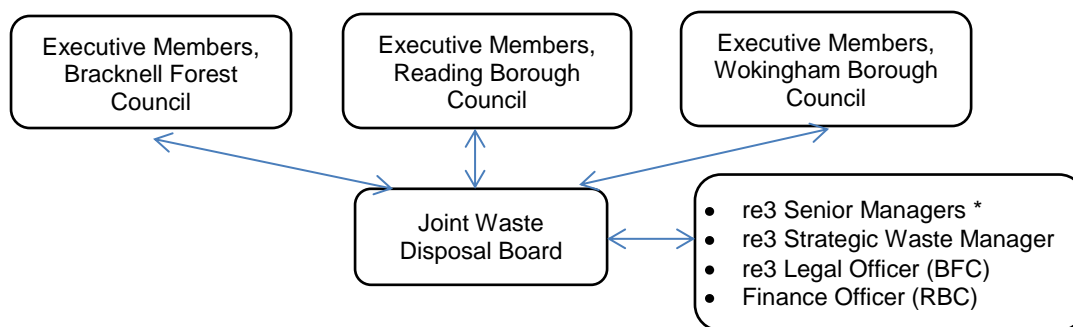 Executive Members,
Bracknell Forest
Council
Executive Members,
Reading Borough
Council
Executive Members,
Wokingham Borough
Council
Joint Waste
Disposal Board
• re3 Senior Managers *
• re3 Strategic Waste Manager
• re3 Legal Officer (BFC)
• Finance Officer (RBC)